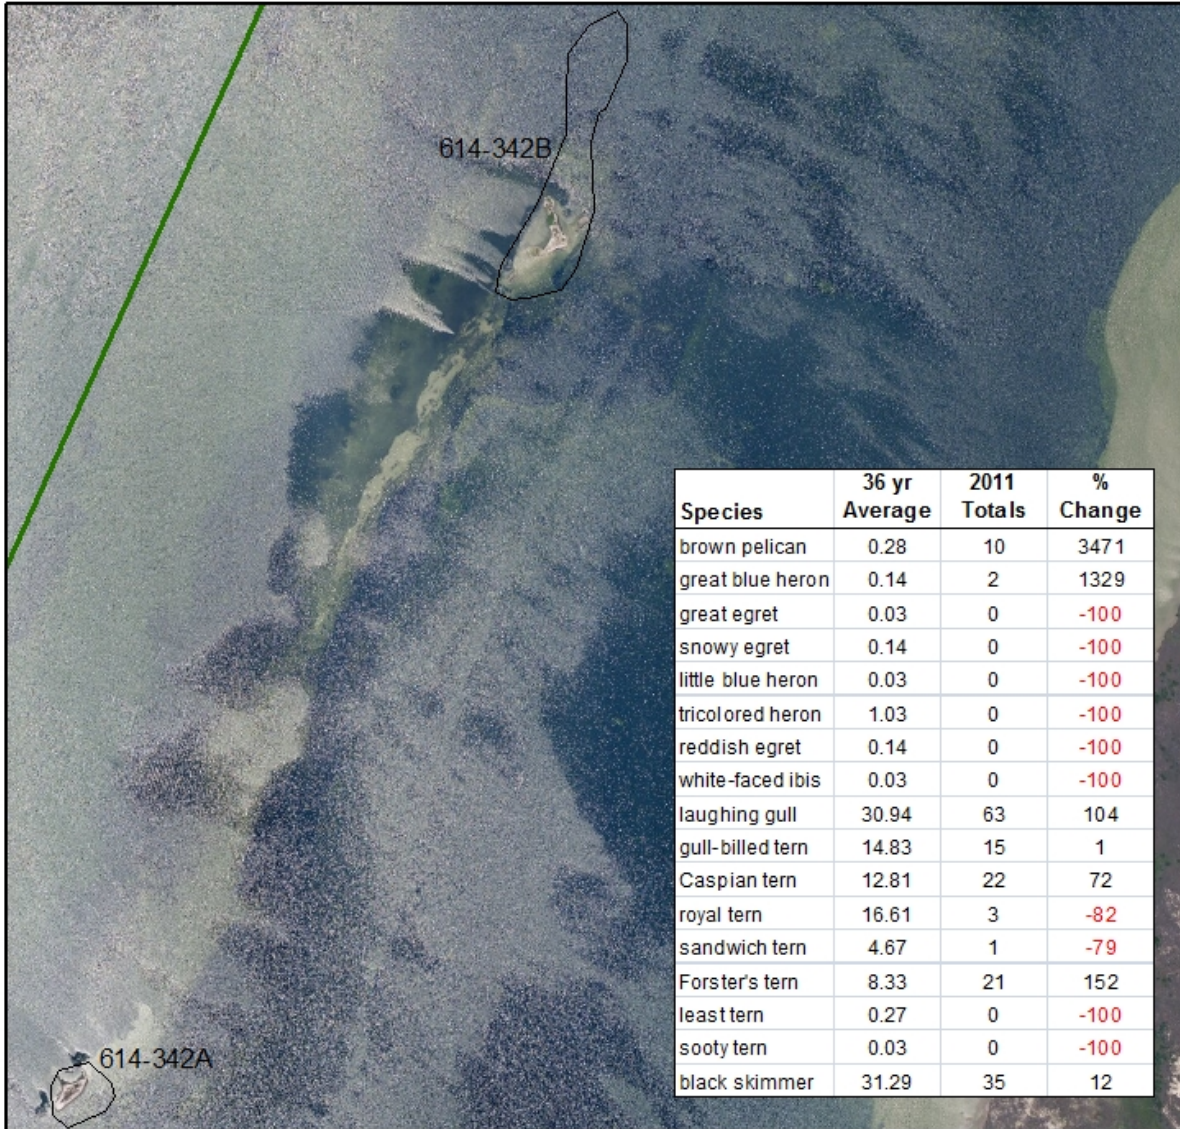 614-342B
Species 36 yr Average 2011 Totals % Change
brown pelican 0.28 10 3471
great blue heron 0.14 2 1329
great egret 0.03 0 -100
snowy egret 0.14 0 -100
little blue heron 0.03 0 -100
tricolored heron 1.03 0 -100
reddish egret 0.14 0 -100
white-faced ibis 0.03 0 -100
laughing gull 30.94 63 104
gull-billed tern 14.83 15 1
Caspian tern 12.81 22 72
royal tern 16.61 3 -82
sandwich tern 4.67 1 -79
Forster's tern 8.33 21 152
least tern 0.27 0 -100
sooty tern 0.03 0 -100
black skimmer 31.29 35 12
614-342A